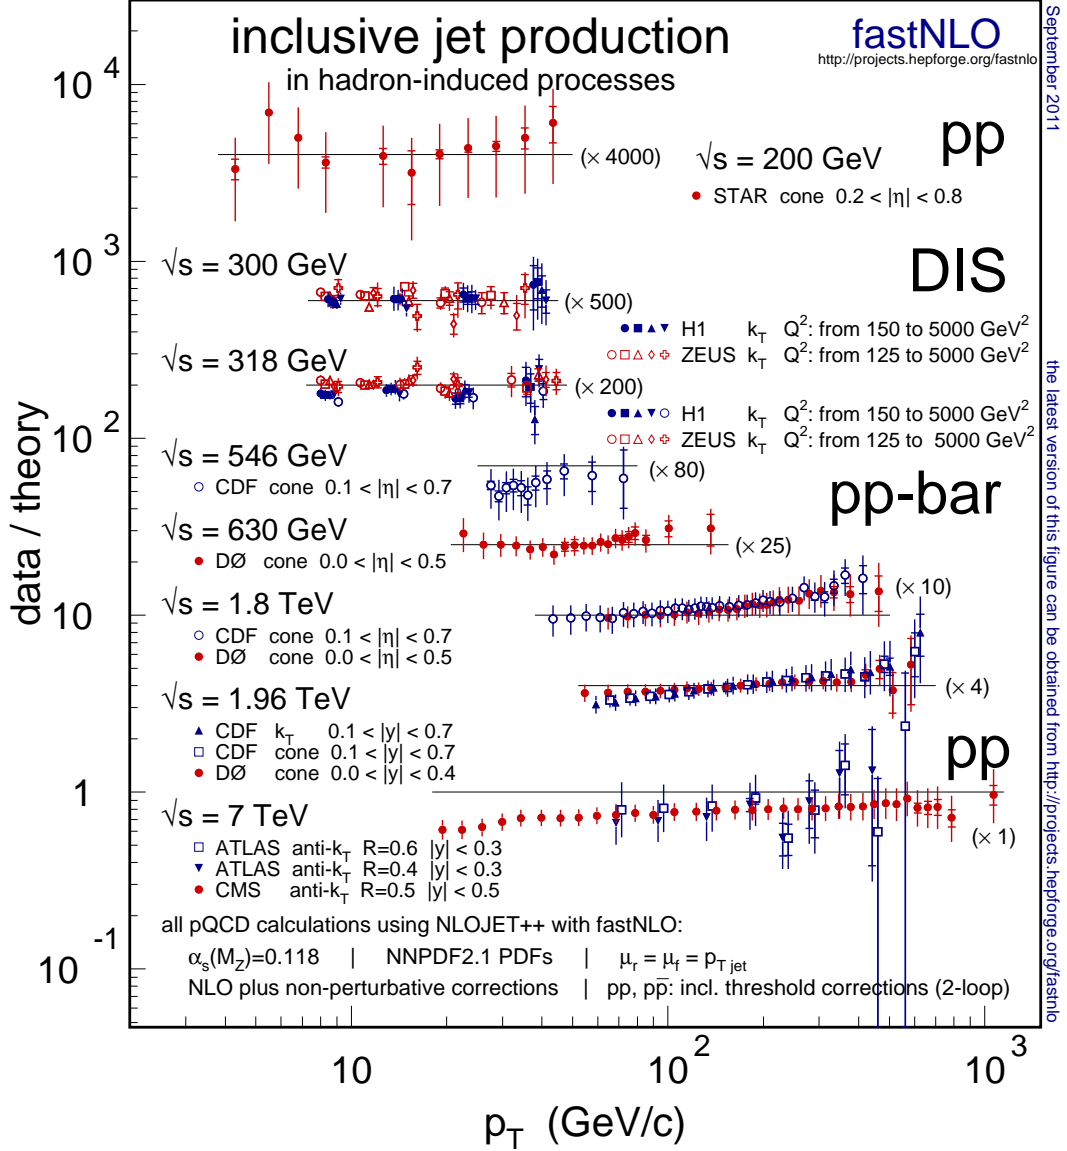 inclusive jet production
in hadron-induced processes
fastNLO
http://projects.hepforge.org/fastnlo
September 2011
10^4
(× 4000)
pp
√s = 200 GeV
STAR cone 0.2 < |η| < 0.8
10^3
√s = 300 GeV
DIS
(× 500)
H1 k_T Q²: from 150 to 5000 GeV²
ZEUS k_T Q²: from 125 to 5000 GeV²
√s = 318 GeV
(× 200)
H1 k_T Q²: from 150 to 5000 GeV²
ZEUS k_T Q²: from 125 to 5000 GeV²
the latest version of this figure can be obtained from http://projects.hepforge.org/fastnlo
data / theory
10^2
√s = 546 GeV
(× 80)
CDF cone 0.1 < |η| < 0.7
pp-bar
√s = 630 GeV
(× 25)
DØ cone 0.0 < |η| < 0.5
10
√s = 1.8 TeV
(× 10)
CDF cone 0.1 < |η| < 0.7
DØ cone 0.0 < |η| < 0.5
√s = 1.96 TeV
(× 4)
CDF k_T 0.1 < |y| < 0.7
CDF cone 0.1 < |y| < 0.7
DØ cone 0.0 < |y| < 0.4
pp
1
√s = 7 TeV
(× 1)
ATLAS anti-k_T R=0.6 |y| < 0.3
ATLAS anti-k_T R=0.4 |y| < 0.3
CMS anti-k_T R=0.5 |y| < 0.5
all pQCD calculations using NLOJET++ with fastNLO:
α_s(M_Z)=0.118 | NNPDF2.1 PDFs | μ_r = μ_f = p_T jet
10^-1
NLO plus non-perturbative corrections | pp, pp̅: incl. threshold corrections (2-loop)
10 10^2 10^3
p_T (GeV/c)